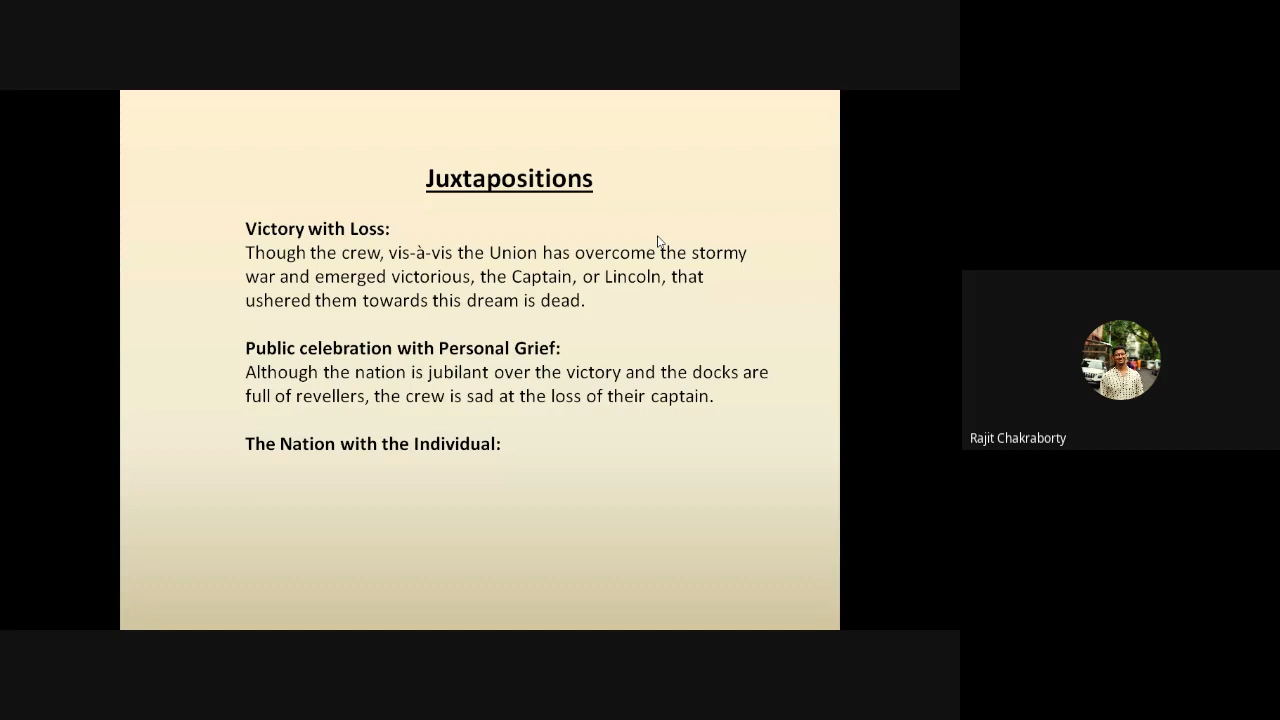 Juxtapositions
Victory with Loss:
Though the crew, vis-à-vis the Union has overcome the stormy
war and emerged victorious, the Captain, or Lincoln, that
ushered them towards this dream is dead.
Public celebration with Personal Grief:
Although the nation is jubilant over the victory and the docks are
full of revellers, the crew is sad at the loss of their captain.
The Nation with the Individual:
Rajit Chakraborty